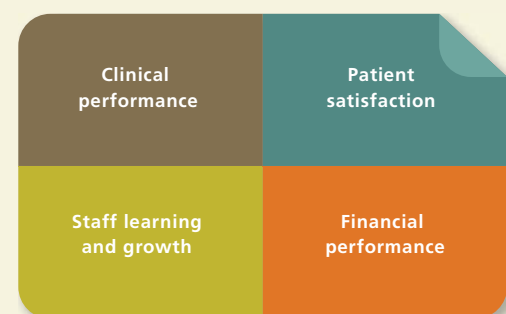 Clinical
performance
Patient
satisfaction
Staff learning
and growth
Financial
performance